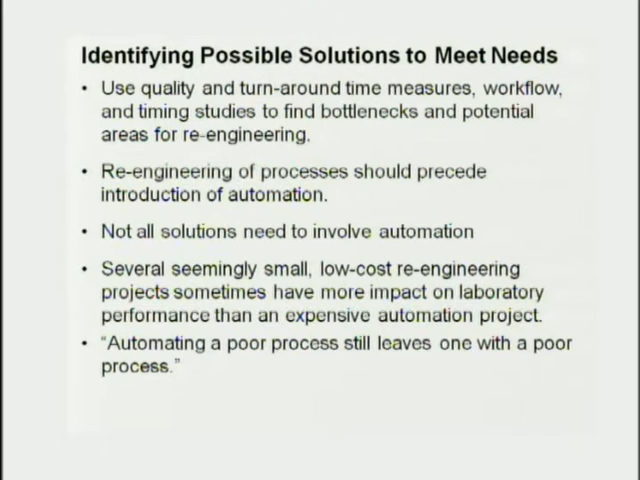 Identifying Possible Solutions to Meet Needs
• Use quality and turn-around time measures, workflow,
and timing studies to find bottlenecks and potential
areas for re-engineering.
• Re-engineering of processes should precede
introduction of automation.
• Not all solutions need to involve automation
• Several seemingly small, low-cost re-engineering
projects sometimes have more impact on laboratory
performance than an expensive automation project.
• “Automating a poor process still leaves one with a poor
process.”